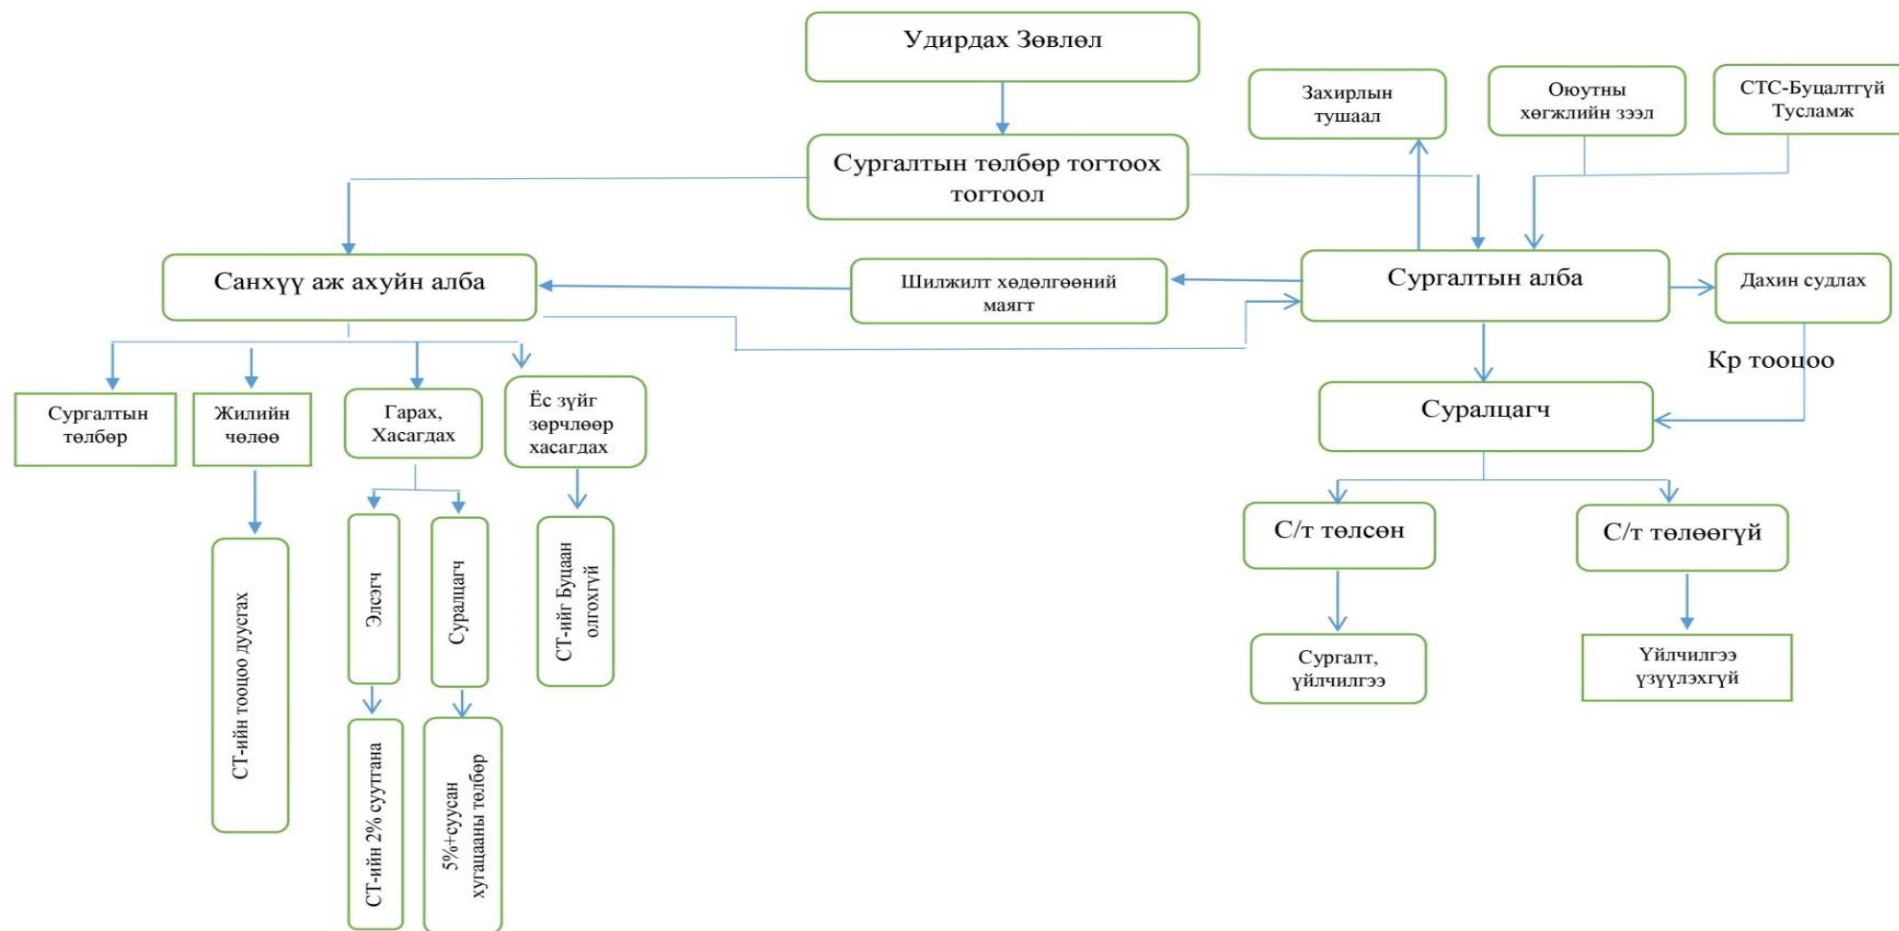 Удирдах Зөвлөл
Захирлын
тушаал
Оюутны
хөгжлийн зээл
СТС-Буцалтгүй
Тусламж
Сургалтын төлбөр тогтоох
тогтоол
Санхүү аж ахуйн алба
Шилжилт хөдөлгөөний
маягт
Сургалтын алба
Дахин судлах
Кр тооцоо
Сургалтын
төлбөр
Жилийн
чөлөө
Гарах,
Хасагдах
Ёс зүйг
зөрчлөөр
хасагдах
Суралцагч
С/т төлсөн
С/т төлөөгүй
СТ-ийн тооцоо дуусгах
Элсэгч
Суралцагч
СТ-ийг Буцаан
олгохгүй
Сургалт,
үйлчилгээ
Үйлчилгээ
үзүүлэхгүй
СТ-ийн 2% суутгана
5%+суусан
хугацааны төлбөр